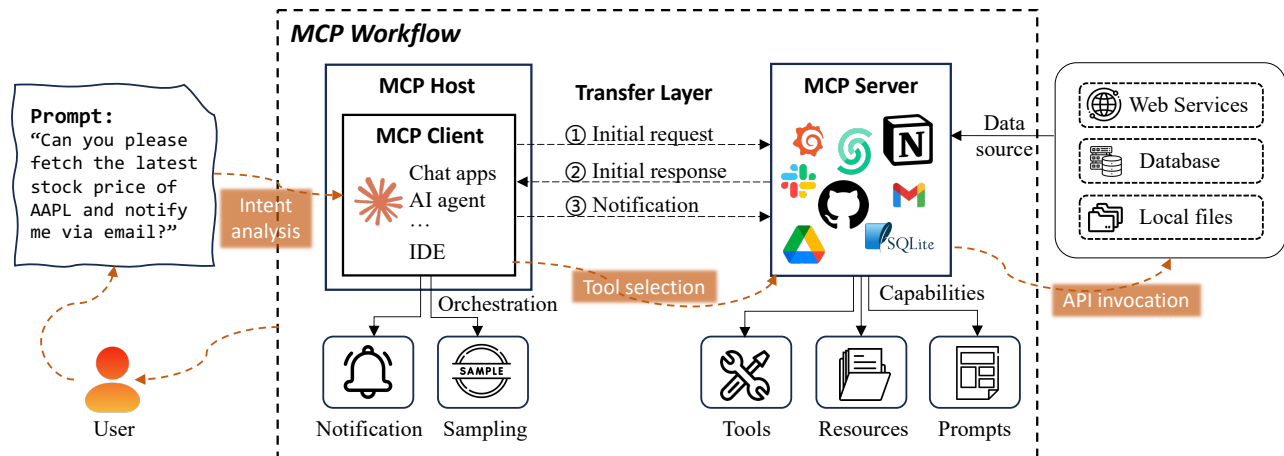 MCP Workflow
Prompt:
“Can you please
fetch the latest
stock price of
AAPL and notify
me via email?”
Intent
analysis
User
MCP Host
MCP Client
Chat apps
AI agent
…
IDE
Orchestration
Notification
SAMPLE
Sampling
Transfer Layer
① Initial request
② Initial response
③ Notification
Tool selection
MCP Server
N
SQLite
Capabilities
Tools
Resources
Prompts
Data
source
API invocation
Web Services
Database
Local files